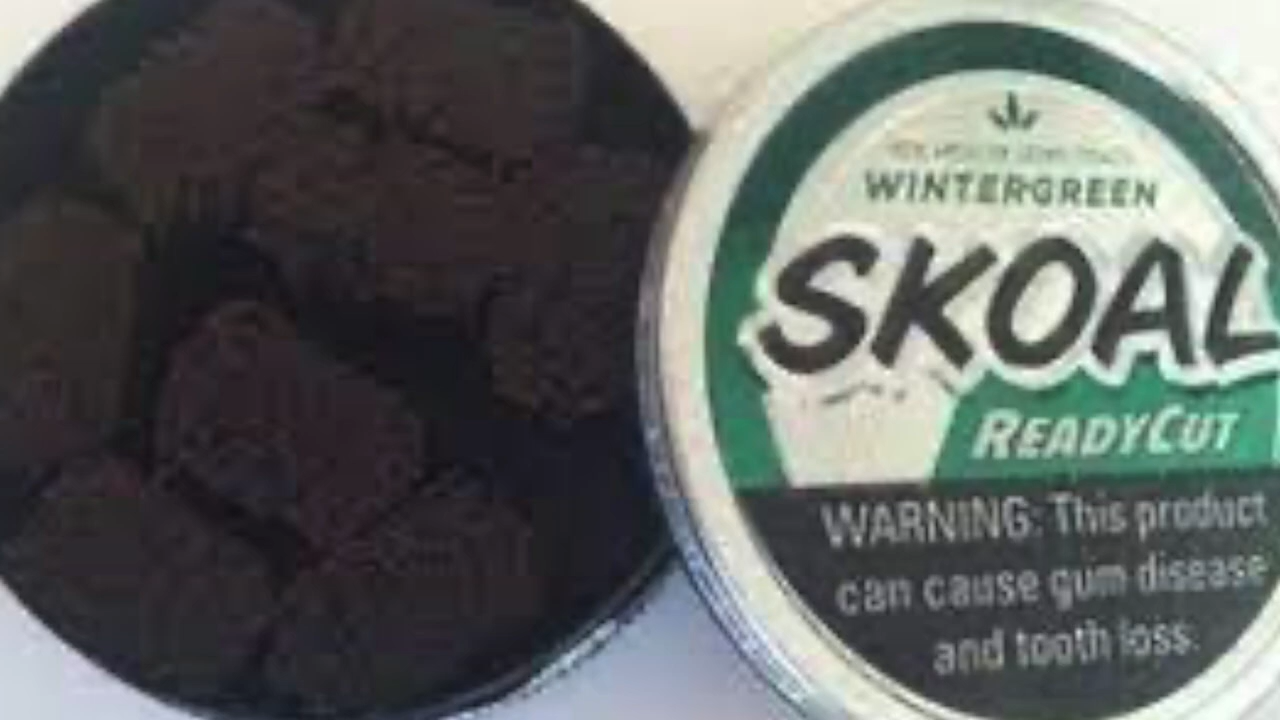 WINTERGREEN
SKOAL
READYCUT
WARNING: This product
can cause gum disease
and tooth loss.